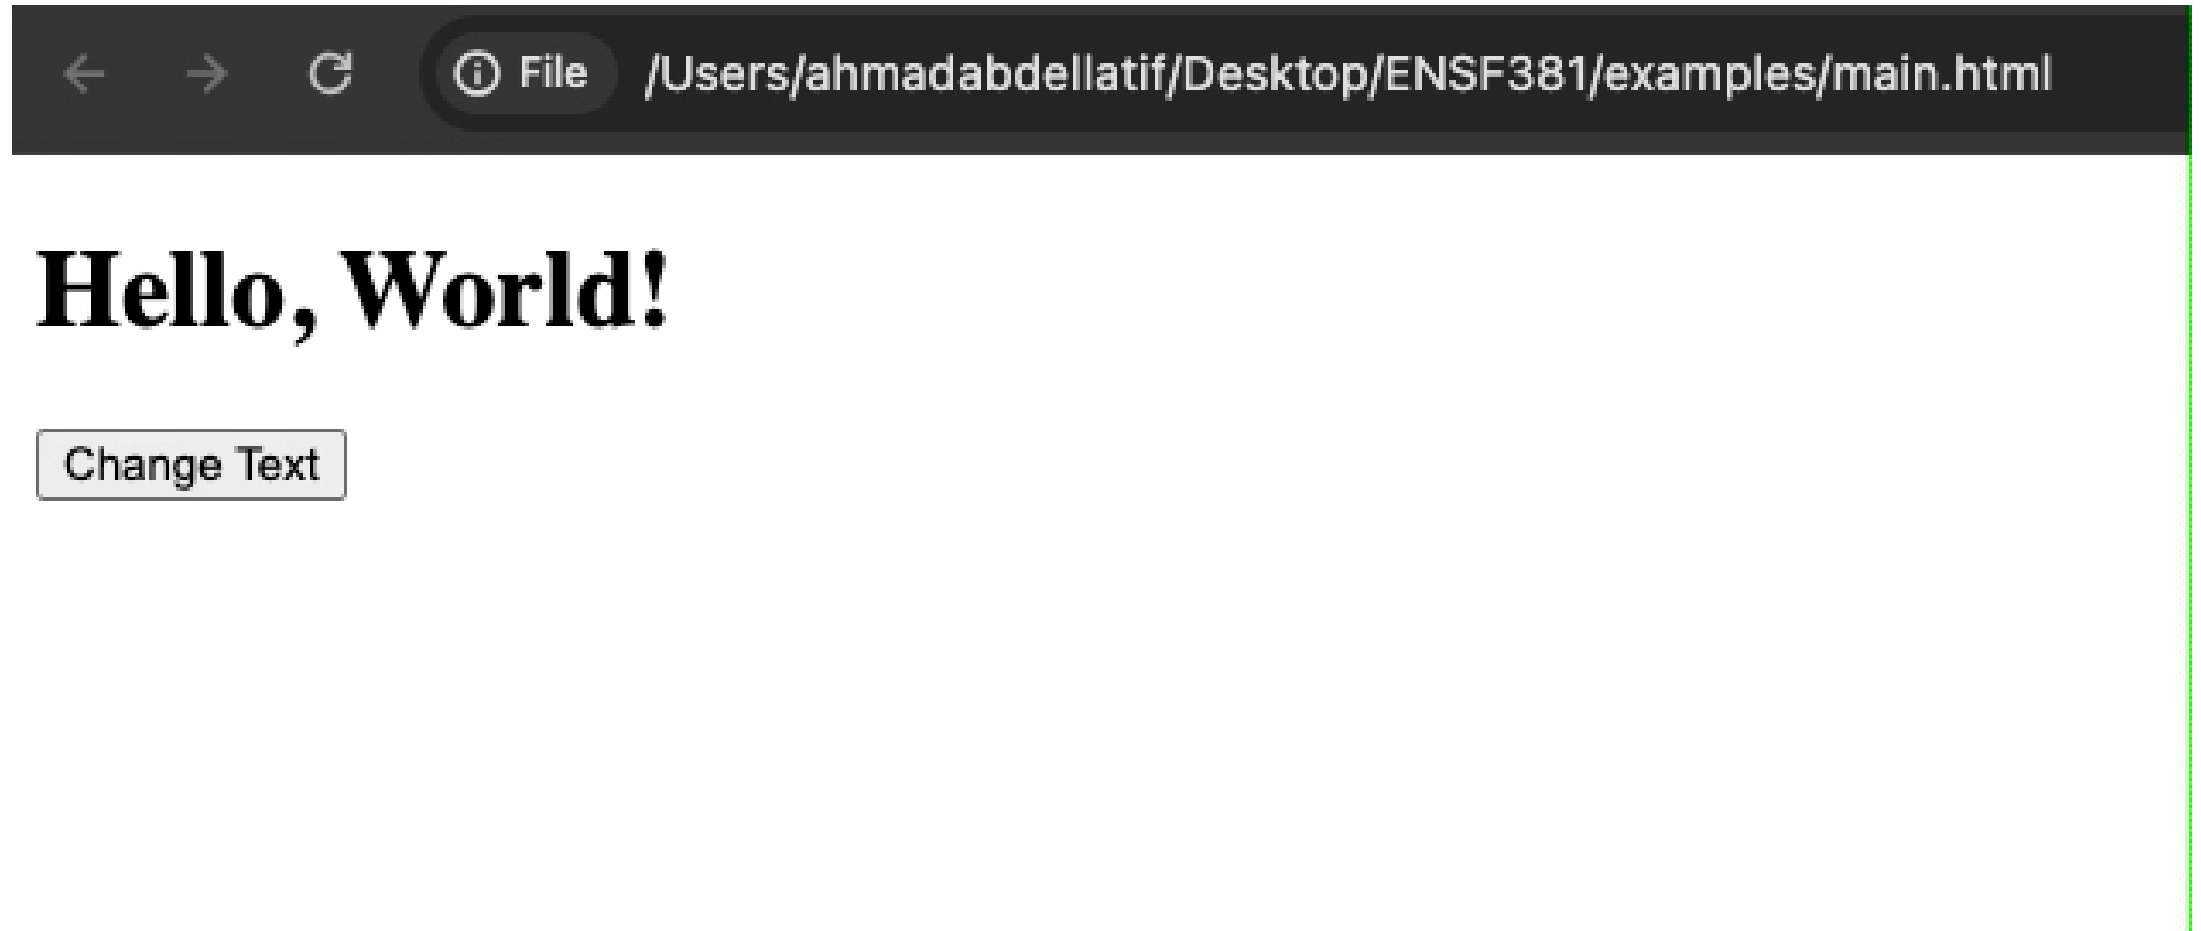 File /Users/ahmadabdellatif/Desktop/ENSF381/examples/main.html
Hello, World!
Change Text